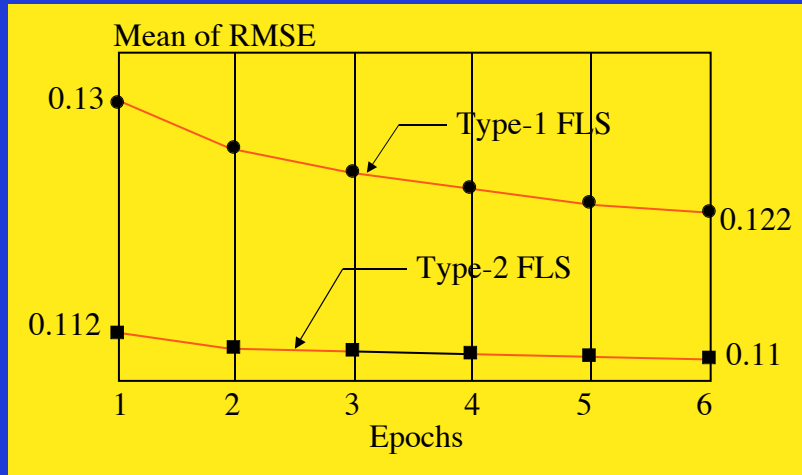 Mean of RMSE
0.13
Type-1 FLS
0.122
Type-2 FLS
0.112
0.11
1 2 3 4 5 6
Epochs